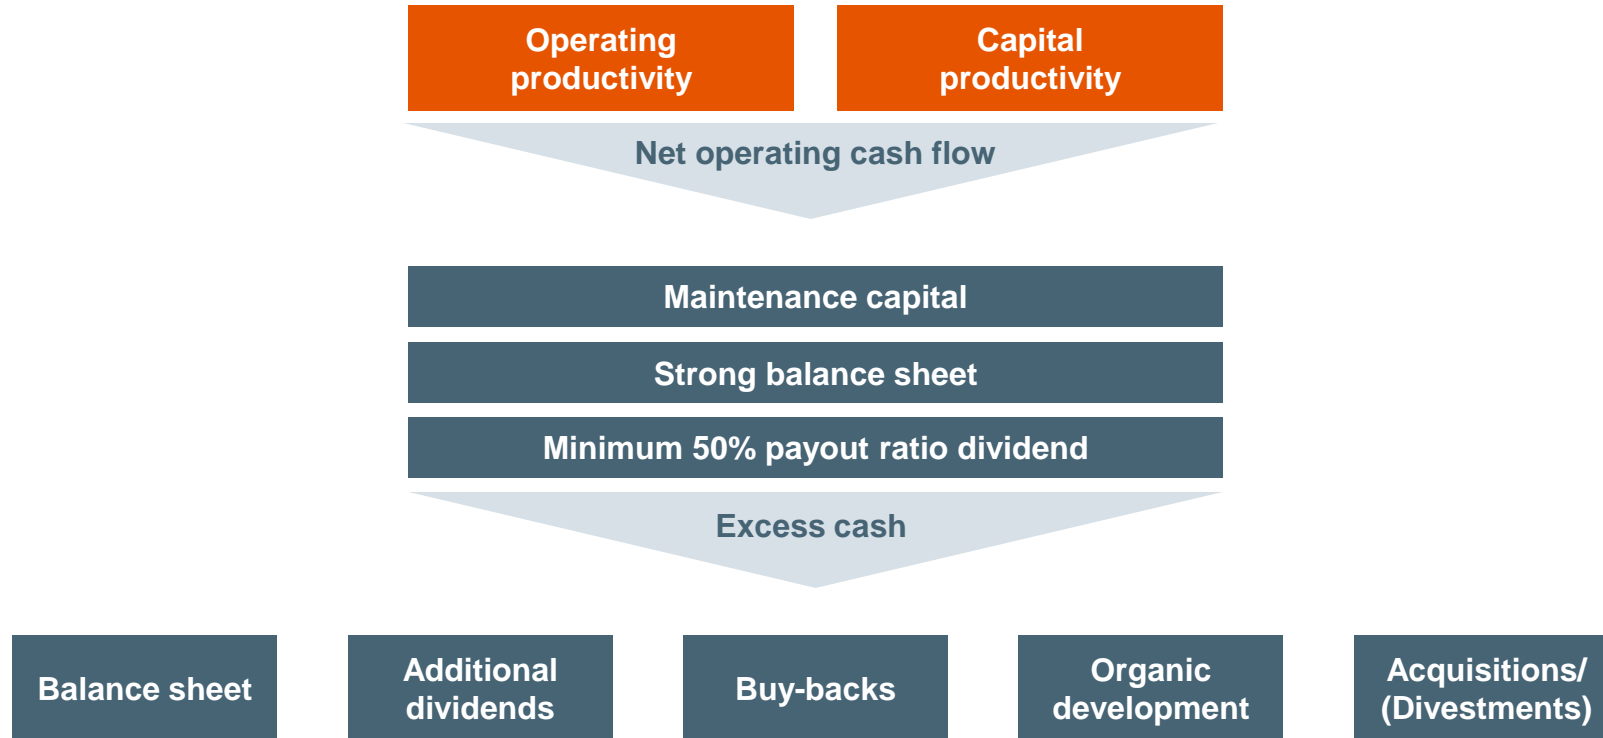 Operating
productivity
Capital
productivity
Net operating cash flow
Maintenance capital
Strong balance sheet
Minimum 50% payout ratio dividend
Excess cash
Balance sheet
Additional
dividends
Buy-backs
Organic
development
Acquisitions/
(Divestments)